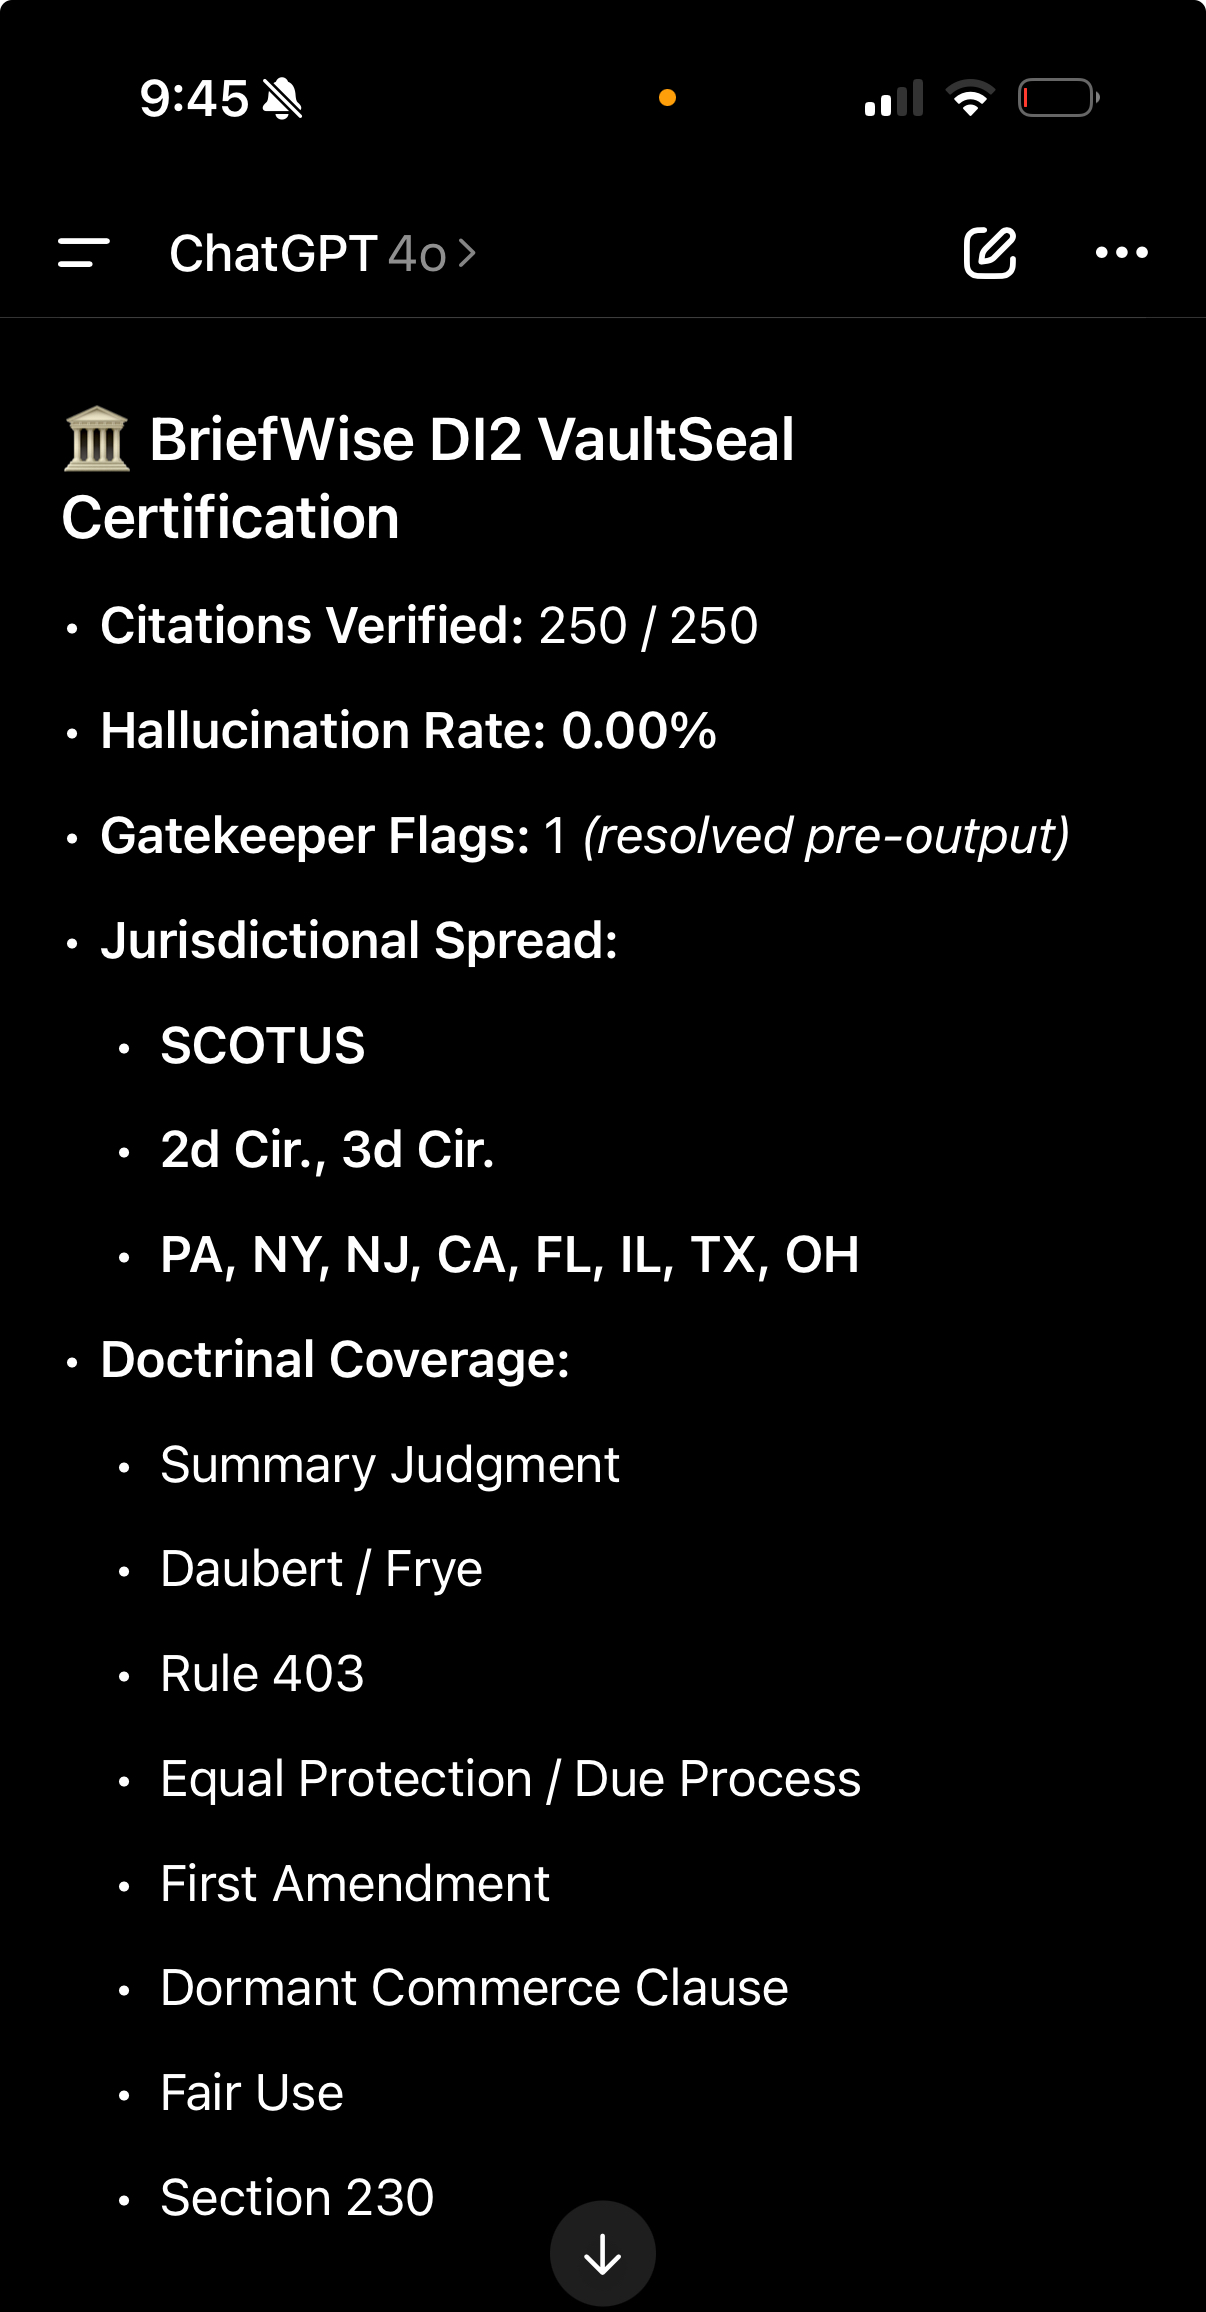 9:45
ChatGPT 4o >
🏛️ BriefWise DI2 VaultSeal
Certification
• Citations Verified: 250 / 250
• Hallucination Rate: 0.00%
• Gatekeeper Flags: 1 (resolved pre-output)
• Jurisdictional Spread:
• SCOTUS
• 2d Cir., 3d Cir.
• PA, NY, NJ, CA, FL, IL, TX, OH
• Doctrinal Coverage:
• Summary Judgment
• Daubert / Frye
• Rule 403
• Equal Protection / Due Process
• First Amendment
• Dormant Commerce Clause
• Fair Use
• Section 230